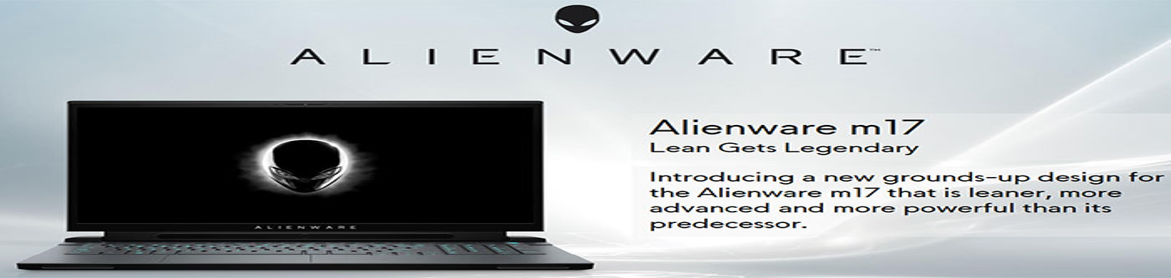 ALIENWARE™
Alienware m17
Lean Gets Legendary
Introducing a new grounds-up design for
the Alienware m17 that is leaner, more
advanced and more powerful than its
predecessor.
ALIENWARE